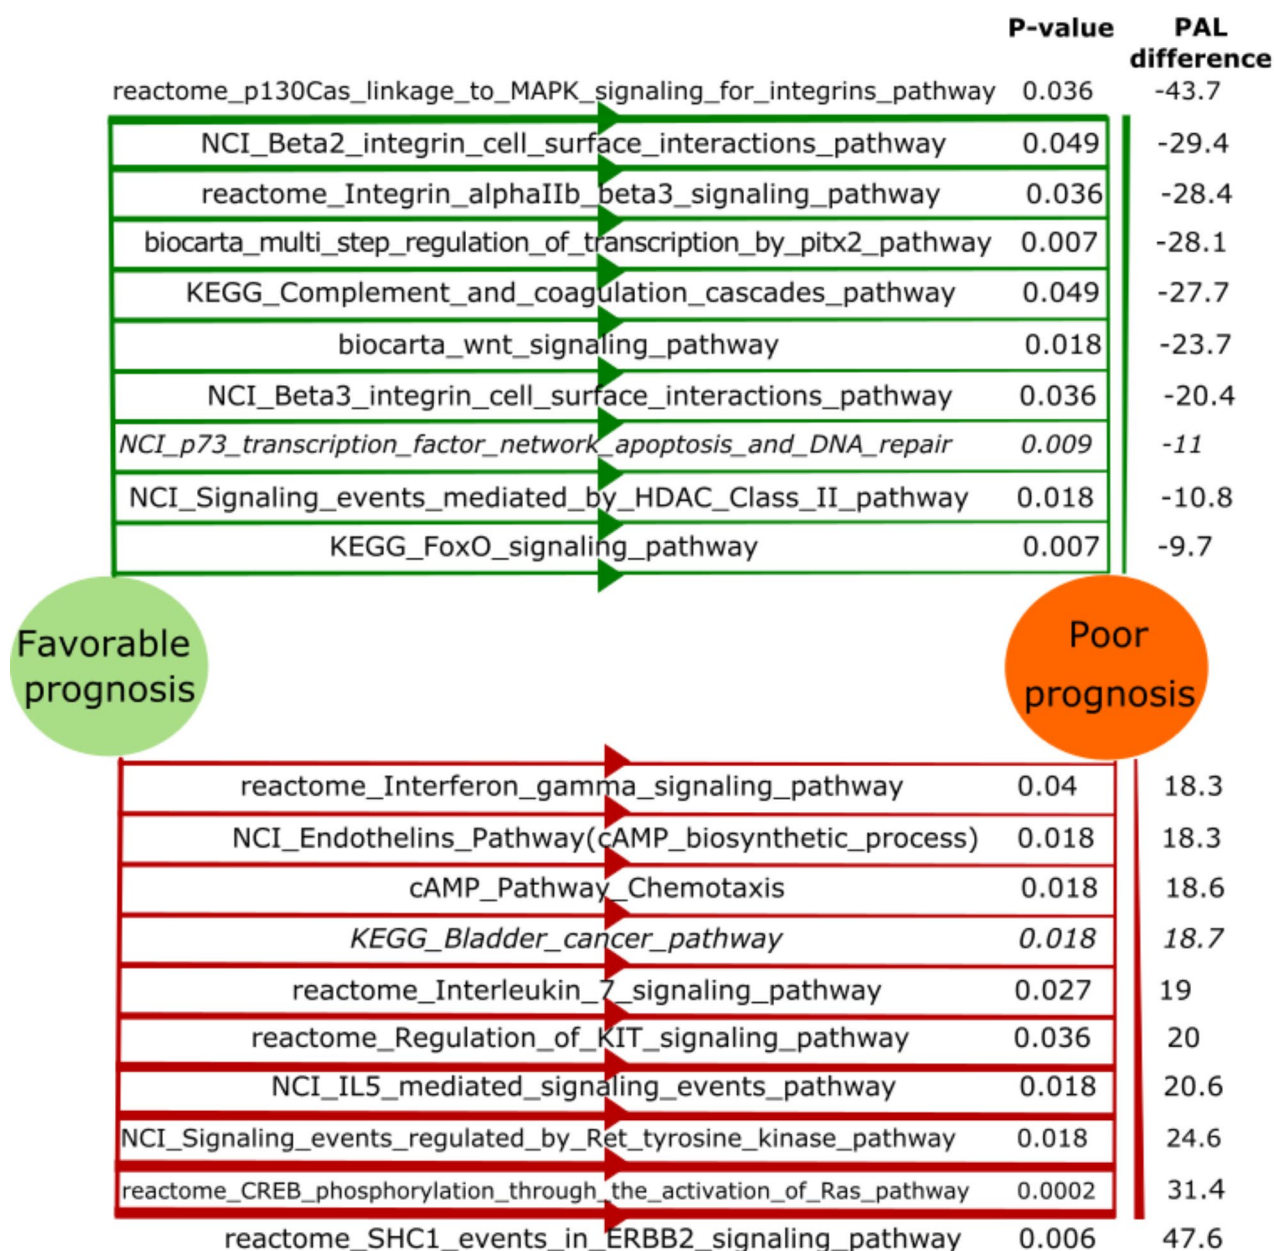 P-value PAL
difference
reactome_p130Cas_linkage_to_MAPK_signaling_for_integrins_pathway 0.036 -43.7
NCI_Beta2_integrin_cell_surface_interactions_pathway 0.049 -29.4
reactome_Integrin_alphaIIb_beta3_signaling_pathway 0.036 -28.4
biocarta_multi_step_regulation_of_transcription_by_pitx2_pathway 0.007 -28.1
KEGG_Complement_and_coagulation_cascades_pathway 0.049 -27.7
biocarta_wnt_signaling_pathway 0.018 -23.7
NCI_Beta3_integrin_cell_surface_interactions_pathway 0.036 -20.4
NCI_p73_transcription_factor_network_apoptosis_and_DNA_repair 0.009 -11
NCI_Signaling_events_mediated_by_HDAC_Class_II_pathway 0.018 -10.8
KEGG_FoxO_signaling_pathway 0.007 -9.7
Favorable
prognosis
Poor
prognosis
reactome_Interferon_gamma_signaling_pathway 0.04 18.3
NCI_Endothelins_Pathway(cAMP_biosynthetic_process) 0.018 18.3
cAMP_Pathway_Chemotaxis 0.018 18.6
KEGG_Bladder_cancer_pathway 0.018 18.7
reactome_Interleukin_7_signaling_pathway 0.027 19
reactome_Regulation_of_KIT_signaling_pathway 0.036 20
NCI_IL5_mediated_signaling_events_pathway 0.018 20.6
NCI_Signaling_events_regulated_by_Ret_tyrosine_kinase_pathway 0.018 24.6
reactome_CREB_phosphorylation_through_the_activation_of_Ras_pathway 0.0002 31.4
reactome_SHC1_events_in_ERBB2_signaling_pathway 0.006 47.6